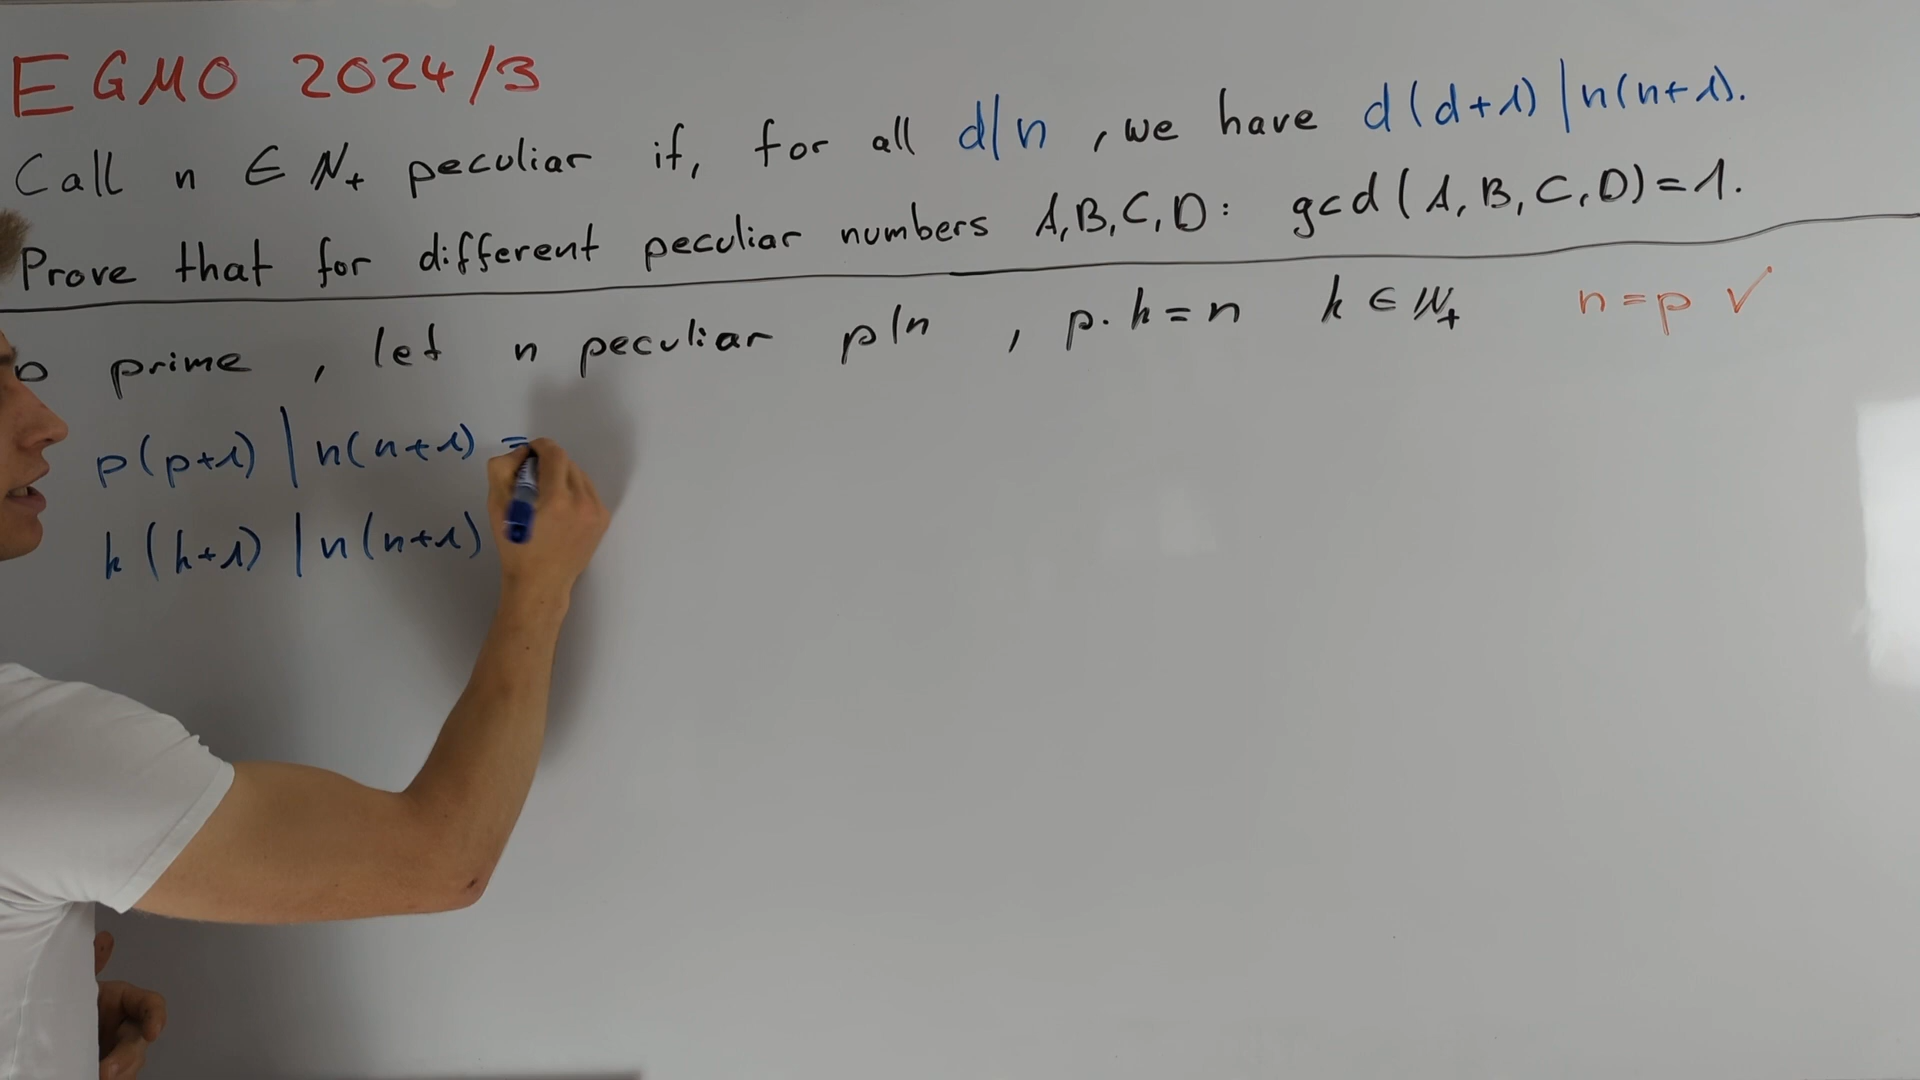 EGMO 2024/3
Call n ∈ N+ peculiar if, for all d|n, we have d(d+1) | n(n+1).
Prove that for different peculiar numbers A,B,C,D: gcd(A,B,C,D)=1.
p prime, let n peculiar p|n, p·k=n k ∈ N+ n=p ✓
p(p+1) | n(n+1) =
k(k+1) | n(n+1)